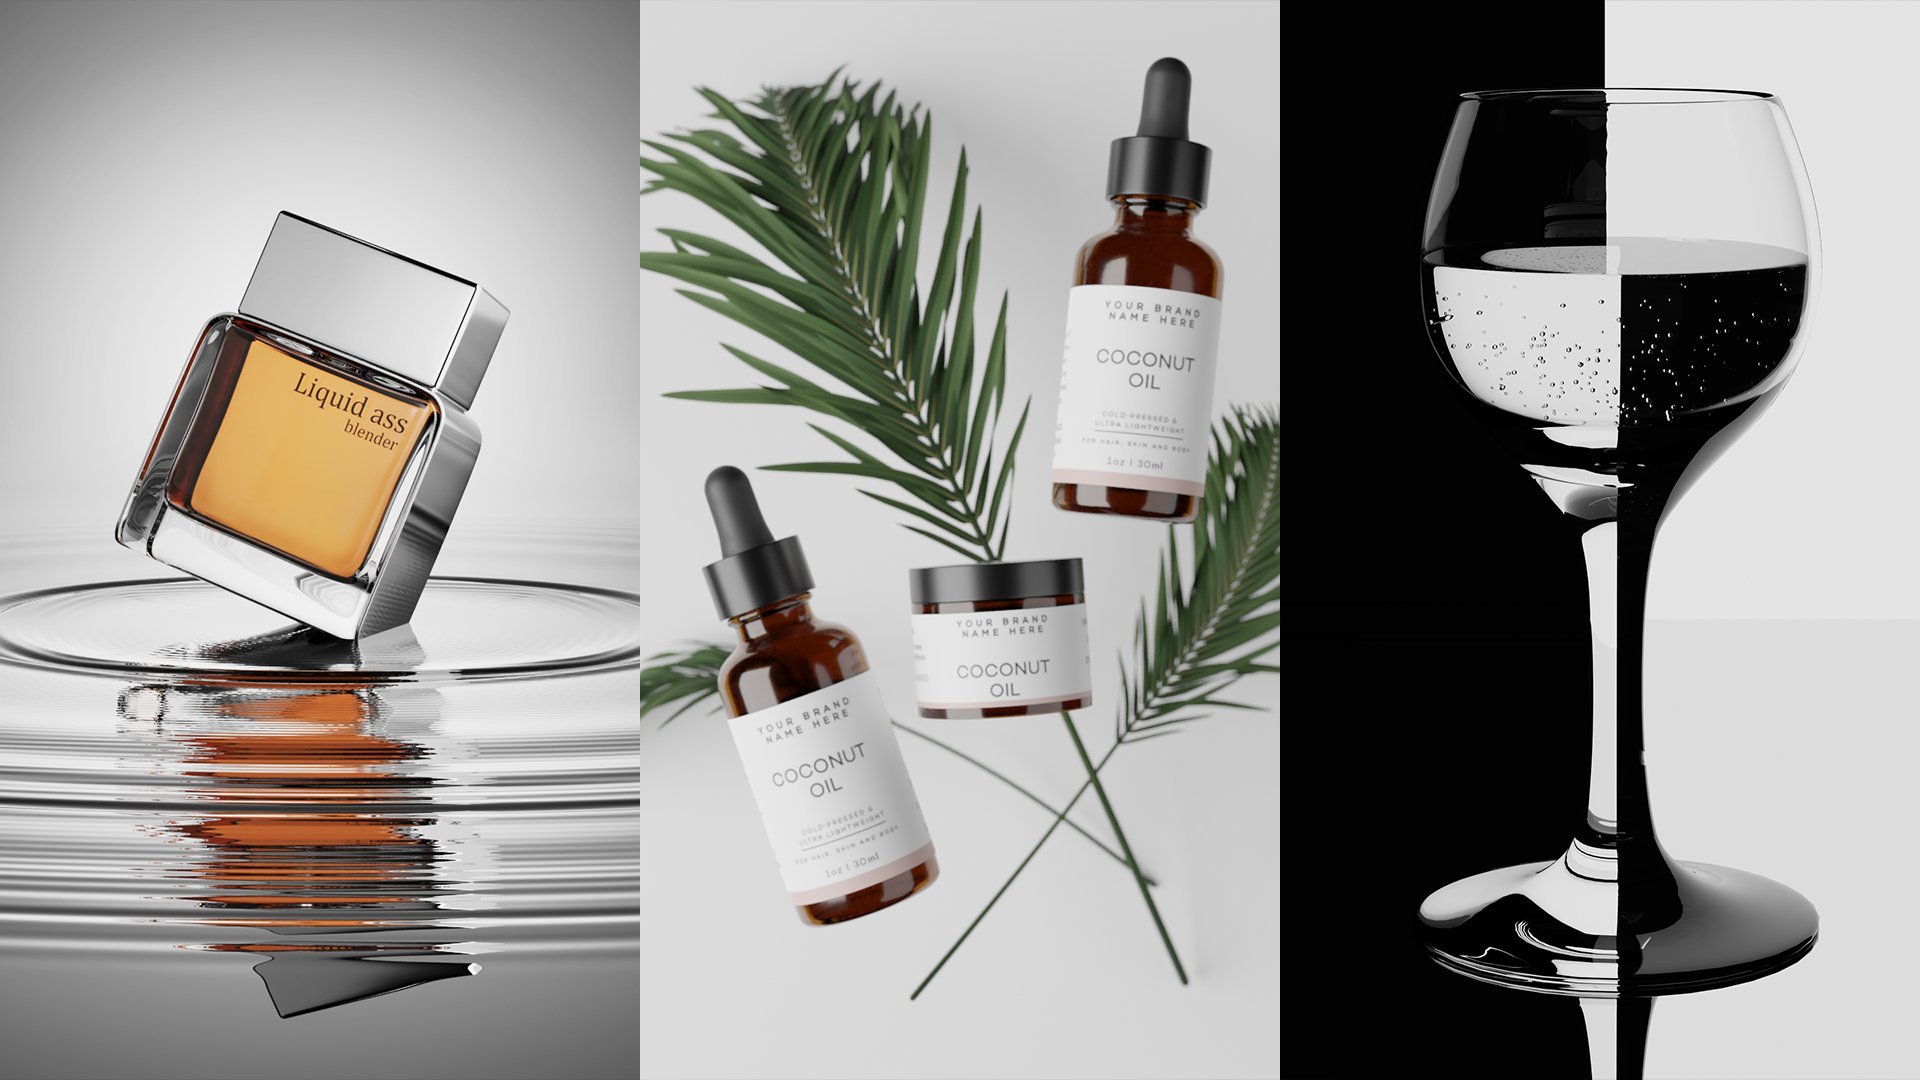 Liquid ass
blender
YOUR BRAND
NAME HERE
COCONUT
OIL
COLD-PRESSED &
ULTRA LIGHTWEIGHT
FOR HAIR, SKIN AND BODY
1oz | 30ml
YOUR BRAND
NAME HERE
COCONUT
OIL
YOUR BRAND
NAME HERE
COCONUT
OIL
COLD-PRESSED &
ULTRA LIGHTWEIGHT
FOR HAIR, SKIN AND BODY
1oz | 30ml